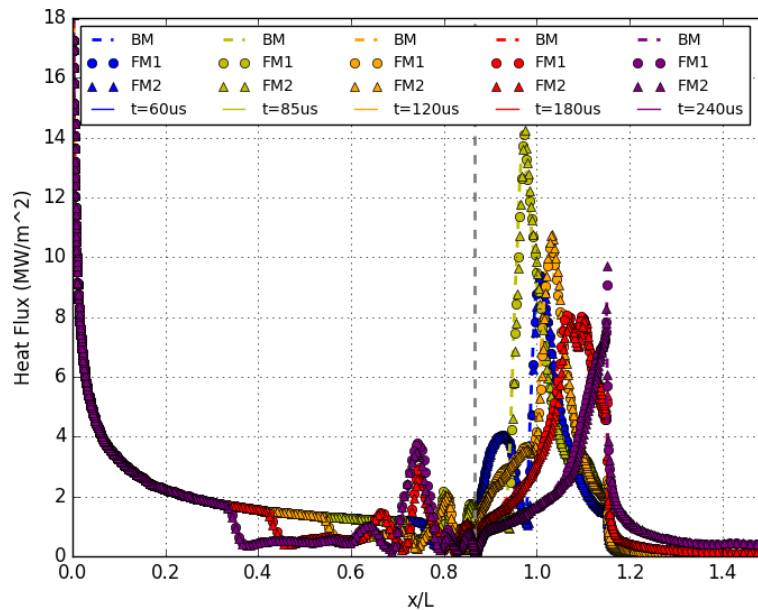 18
16
14
12
10
8
6
4
2
0
Heat Flux (MW/m^2)
BM BM BM BM BM
FM1 FM1 FM1 FM1 FM1
FM2 FM2 FM2 FM2 FM2
t=60us t=85us t=120us t=180us t=240us
0.0 0.2 0.4 0.6 0.8 1.0 1.2 1.4
x/L